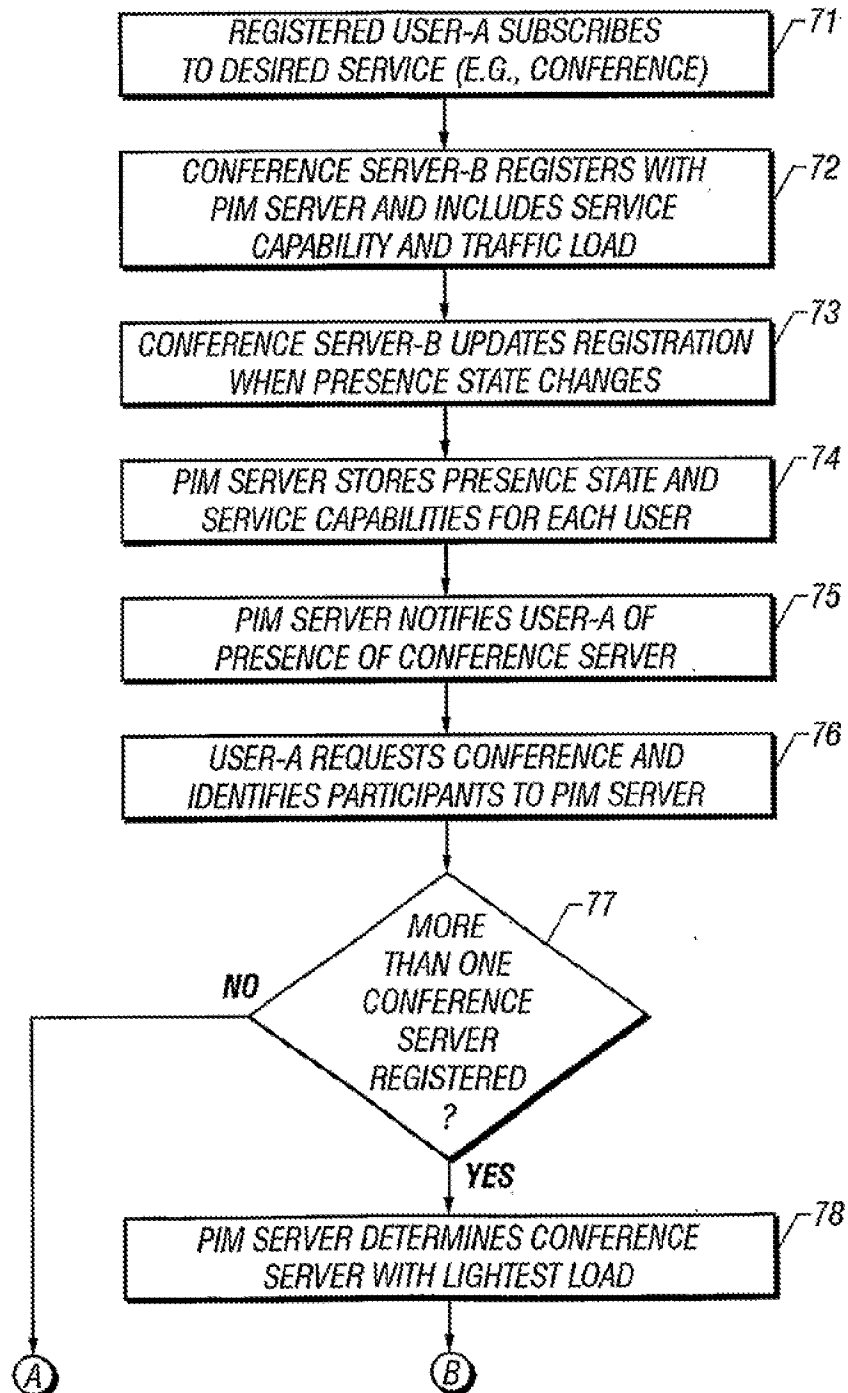 REGISTERED USER-A SUBSCRIBES
TO DESIRED SERVICE (E.G., CONFERENCE)
71
CONFERENCE SERVER-B REGISTERS WITH
PIM SERVER AND INCLUDES SERVICE
CAPABILITY AND TRAFFIC LOAD
72
CONFERENCE SERVER-B UPDATES REGISTRATION
WHEN PRESENCE STATE CHANGES
73
PIM SERVER STORES PRESENCE STATE AND
SERVICE CAPABILITIES FOR EACH USER
74
PIM SERVER NOTIFIES USER-A OF
PRESENCE OF CONFERENCE SERVER
75
USER-A REQUESTS CONFERENCE AND
IDENTIFIES PARTICIPANTS TO PIM SERVER
76
MORE
THAN ONE
CONFERENCE
SERVER
REGISTERED
?
77
NO
YES
PIM SERVER DETERMINES CONFERENCE
SERVER WITH LIGHTEST LOAD
78
A
B